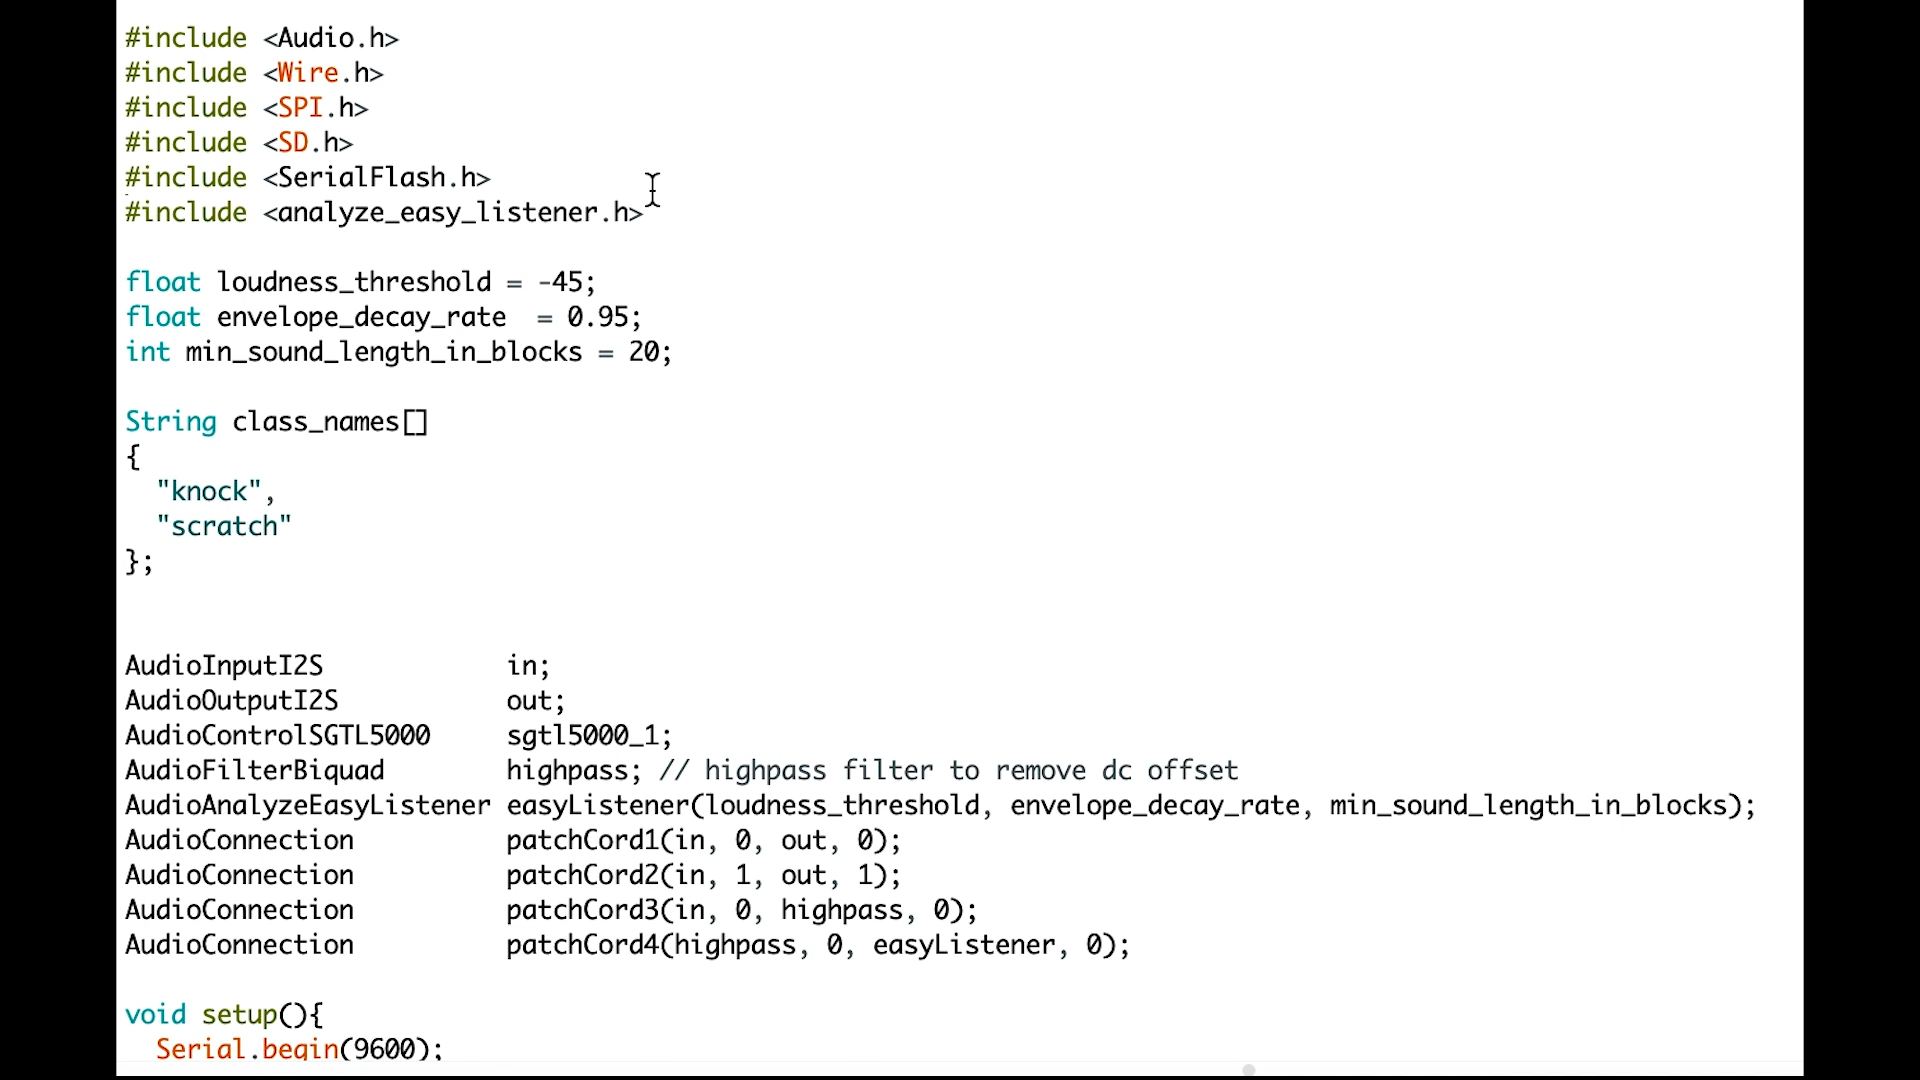 #include <Audio.h>
#include <Wire.h>
#include <SPI.h>
#include <SD.h>
#include <SerialFlash.h>
#include <analyze_easy_listener.h>
float loudness_threshold = -45;
float envelope_decay_rate  = 0.95;
int min_sound_length_in_blocks = 20;
String class_names[]
{
  "knock",
  "scratch"
};
AudioInputI2S            in;
AudioOutputI2S           out;
AudioControlSGTL5000     sgtl5000_1;
AudioFilterBiquad        highpass; // highpass filter to remove dc offset
AudioAnalyzeEasyListener easyListener(loudness_threshold, envelope_decay_rate, min_sound_length_in_blocks);
AudioConnection          patchCord1(in, 0, out, 0);
AudioConnection          patchCord2(in, 1, out, 1);
AudioConnection          patchCord3(in, 0, highpass, 0);
AudioConnection          patchCord4(highpass, 0, easyListener, 0);
void setup(){
  Serial.begin(9600);